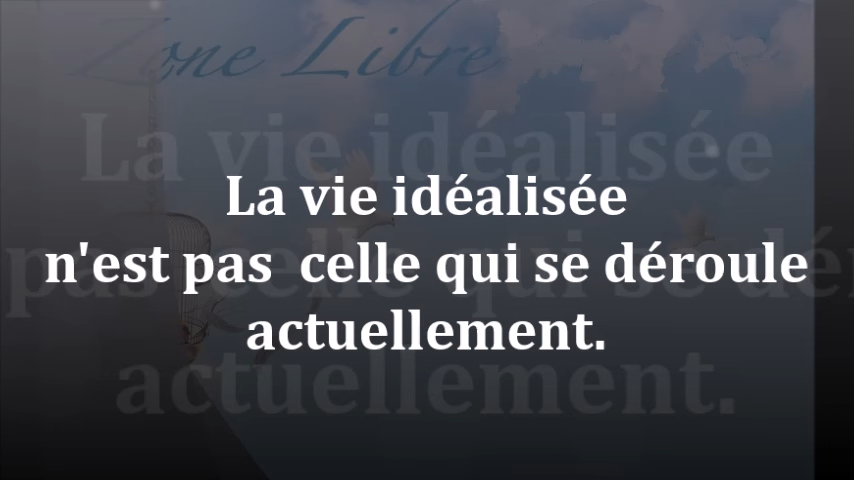 Zone Libre
La vie idéalisée
n'est pas  celle qui se déroule
actuellement.